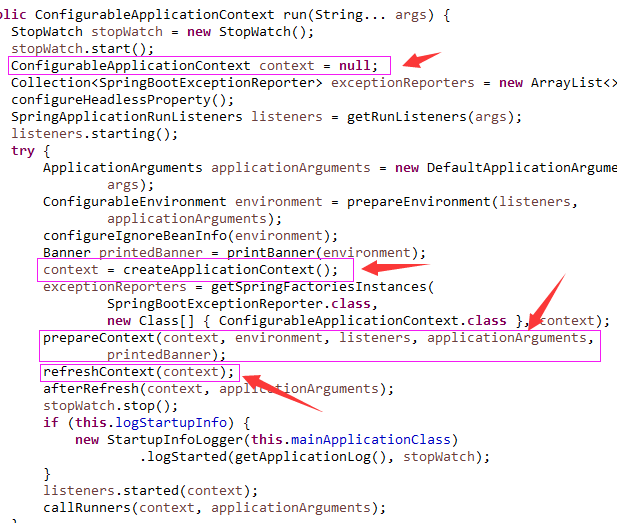 blic ConfigurableApplicationContext run(String... args) {
StopWatch stopWatch = new StopWatch();
stopWatch.start();
ConfigurableApplicationContext context = null;
Collection<SpringBootExceptionReporter> exceptionReporters = new ArrayList<>
configureHeadlessProperty();
SpringApplicationRunListeners listeners = getRunListeners(args);
listeners.starting();
try {
ApplicationArguments applicationArguments = new DefaultApplicationArgume
args);
ConfigurableEnvironment environment = prepareEnvironment(listeners,
applicationArguments);
configureIgnoreBeanInfo(environment);
Banner printedBanner = printBanner(environment);
context = createApplicationContext();
exceptionReporters = getSpringFactoriesInstances(
SpringBootExceptionReporter.class,
new Class[] { ConfigurableApplicationContext.class }, context);
prepareContext(context, environment, listeners, applicationArguments,
printedBanner);
refreshContext(context);
afterRefresh(context, applicationArguments);
stopWatch.stop();
if (this.logStartupInfo) {
new StartupInfoLogger(this.mainApplicationClass)
.logStarted(getApplicationLog(), stopWatch);
}
listeners.started(context);
callRunners(context, applicationArguments);